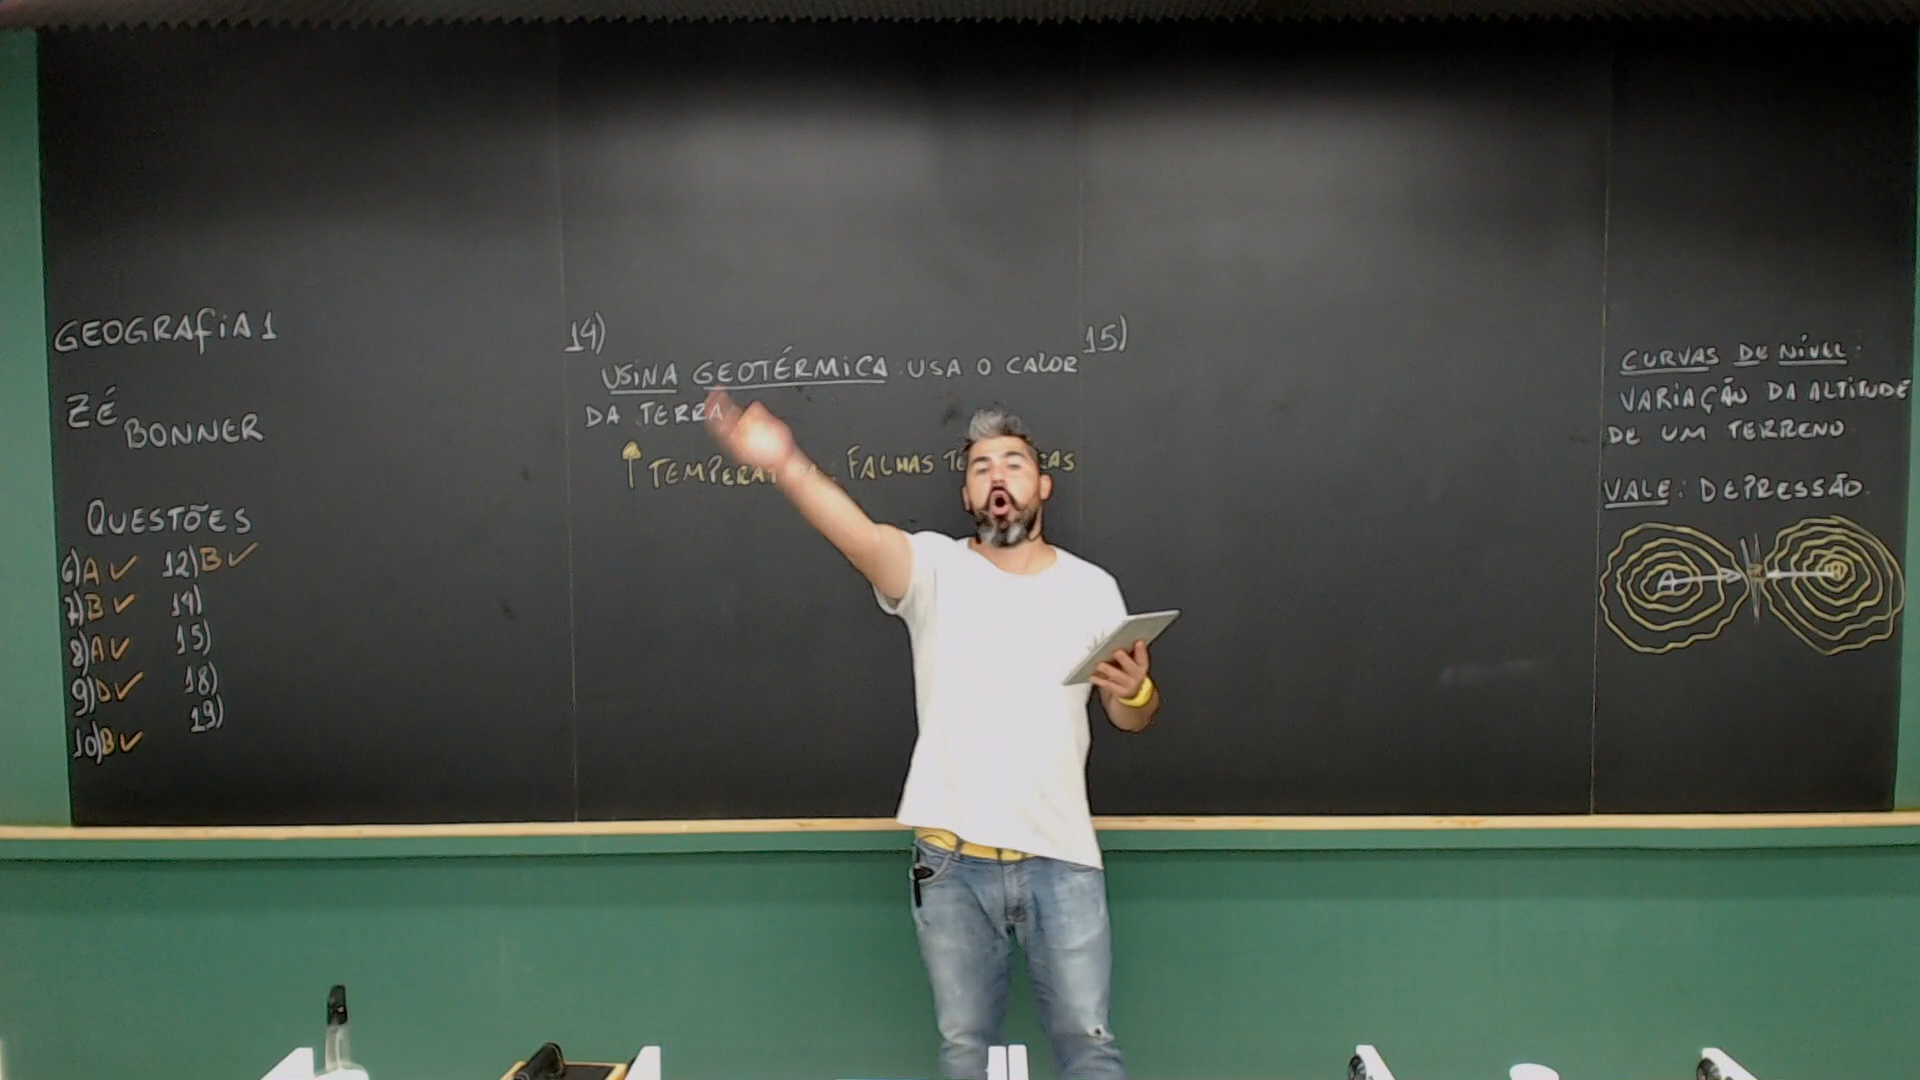 GEOGRAFIA 1
ZÉ
BONNER
QUESTÕES
6) A ✓ 12) B ✓
7) B ✓ 14)
8) A ✓ 15)
9) D ✓ 18)
10) B ✓ 19)
14)
USINA GEOTÉRMICA: USA O CALOR
DA TERRA
↑ FALHAS
15)
CURVAS DE NÍVEL:
VARIAÇÃO DA ALTITUDE
DE UM TERRENO
VALE: DEPRESSÃO.
A